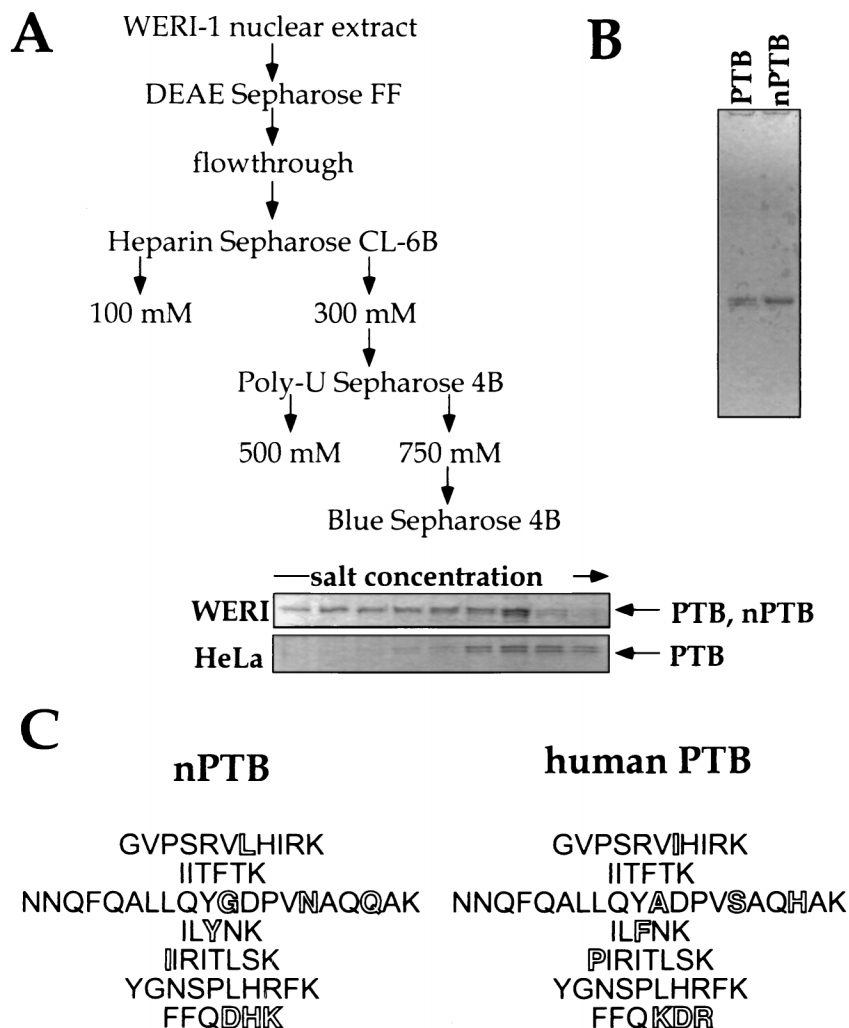 A
WERI-1 nuclear extract
DEAE Sepharose FF
flowthrough
Heparin Sepharose CL-6B
100 mM 300 mM
Poly-U Sepharose 4B
500 mM 750 mM
Blue Sepharose 4B
salt concentration
WERI PTB, nPTB
HeLa PTB
B
PTB nPTB
C
nPTB
GVPSRVLHIRK
IITFTK
NNQFQALLQYGDPVNAQQAK
ILYNK
IIRITLSK
YGNSPLHRFK
FFQDHK
human PTB
GVPSRVIHIRK
IITFTK
NNQFQALLQYADPVSAQHAK
ILFNK
PIRITLSK
YGNSPLHRFK
FFQKDR